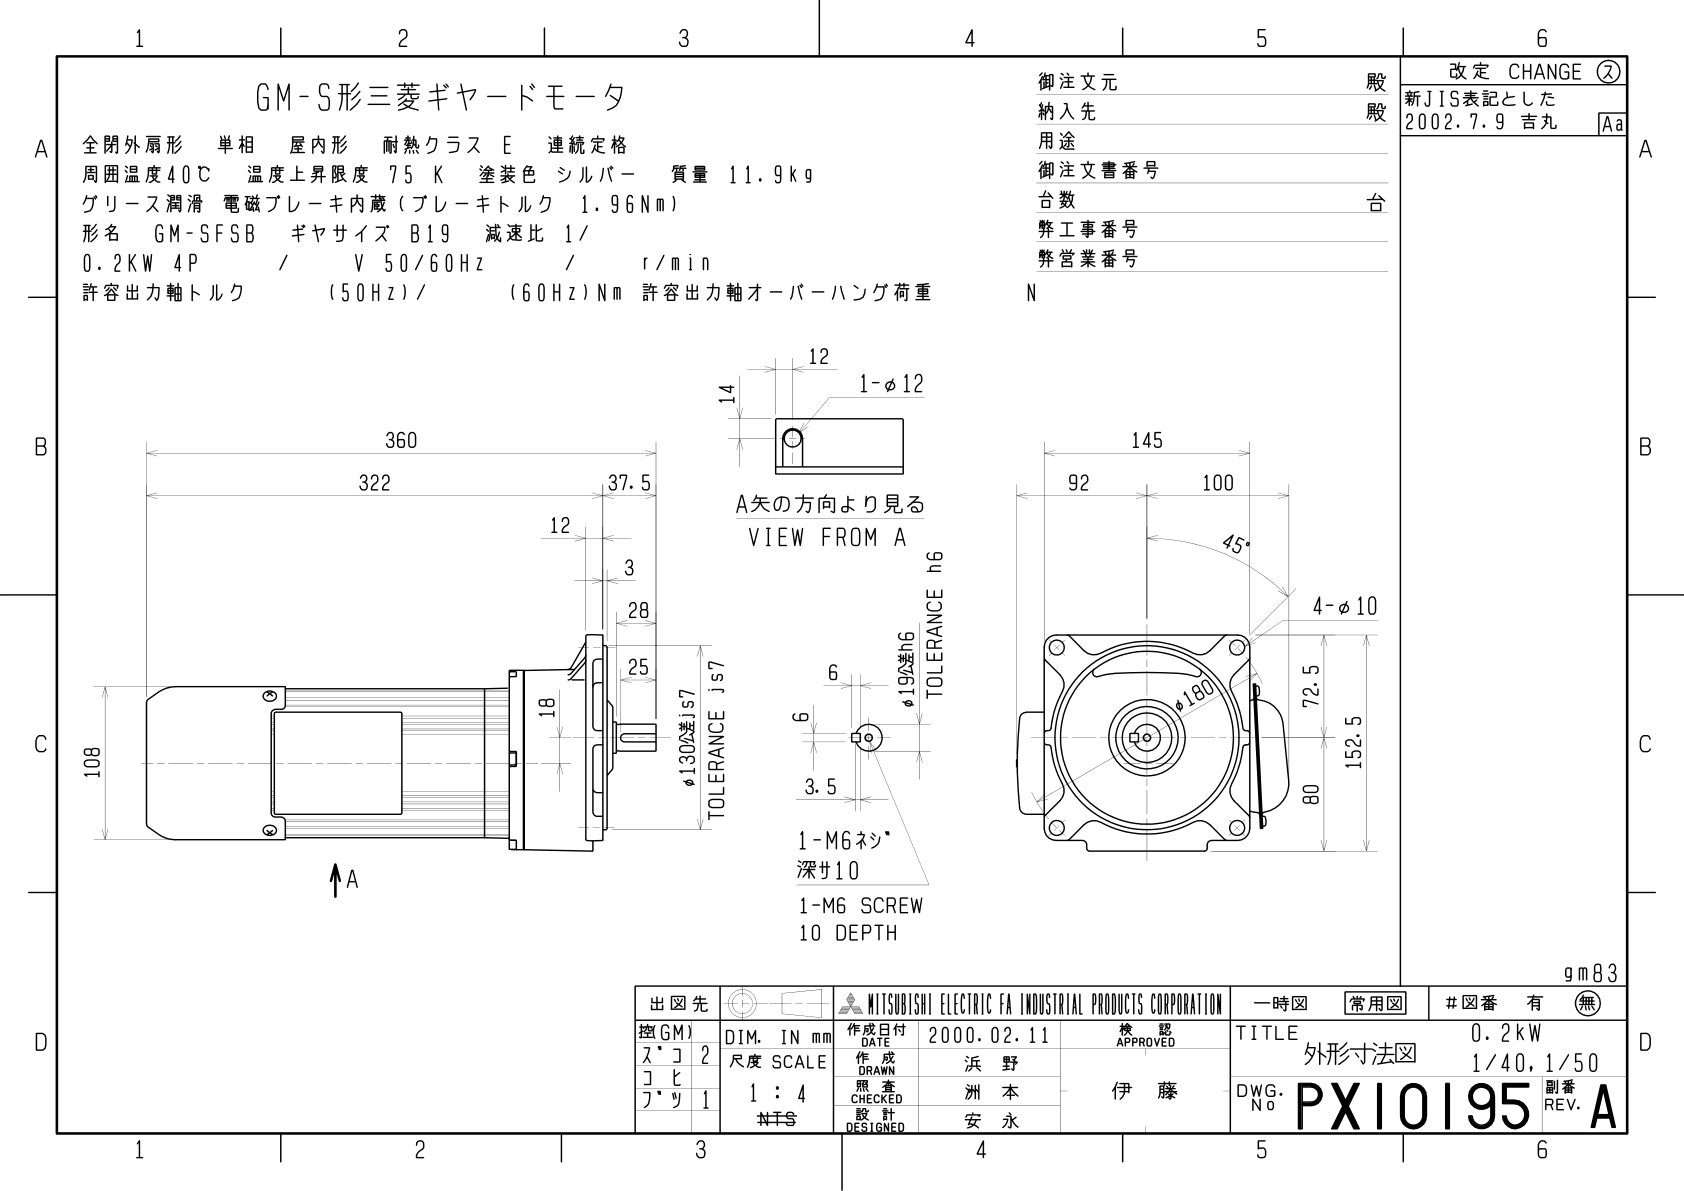 1 2 3 4 5 6
GM-S形三菱ギヤードモータ
全閉外扇形 単相 屋内形 耐熱クラス E 連続定格
周囲温度40℃ 温度上昇限度 75 K 塗装色 シルバー 質量 11.9kg
グリース潤滑 電磁ブレーキ内蔵(ブレーキトルク 1.96Nm)
形名 GM-SFSB ギヤサイズ B19 減速比 1/
0.2KW 4P / V 50/60Hz / r/min
許容出力軸トルク (50Hz)/ (60Hz)Nm 許容出力軸オーバーハング荷重 N
御注文元 殿
納入先 殿
用途
御注文書番号
台数 台
弊工事番号
弊営業番号
改定 CHANGE ス
新JIS表記とした
2002.7.9 吉丸 Aa
A A
B B
C C
D D
12
14
1-φ12
A矢の方向より見る
VIEW FROM A
360
322
37.5
12
3
28
25
18
108
φ130公差js7
TOLERANCE js7
A
6
6
3.5
φ19公差h6
TOLERANCE h6
1-M6ネジ
深サ10
1-M6 SCREW
10 DEPTH
145
92
100
45°
4-φ10
φ180
72.5
152.5
80
gm83
出図先
控(GM)
ズコ 2
コヒ
ブツ 1
DIM. IN mm
尺度 SCALE
1 : 4
NTS
MITSUBISHI ELECTRIC FA INDUSTRIAL PRODUCTS CORPORATION
作成日付
DATE
2000.02.11
検 認
APPROVED
作 成
DRAWN
浜 野
照 査
CHECKED
洲 本
設 計
DESIGNED
安 永
伊 藤
一時図 常用図 #図番 有 無
TITLE
外形寸法図
0.2kW
1/40,1/50
DWG.
No
PX10195
副番
REV.
A
1 2 3 4 5 6